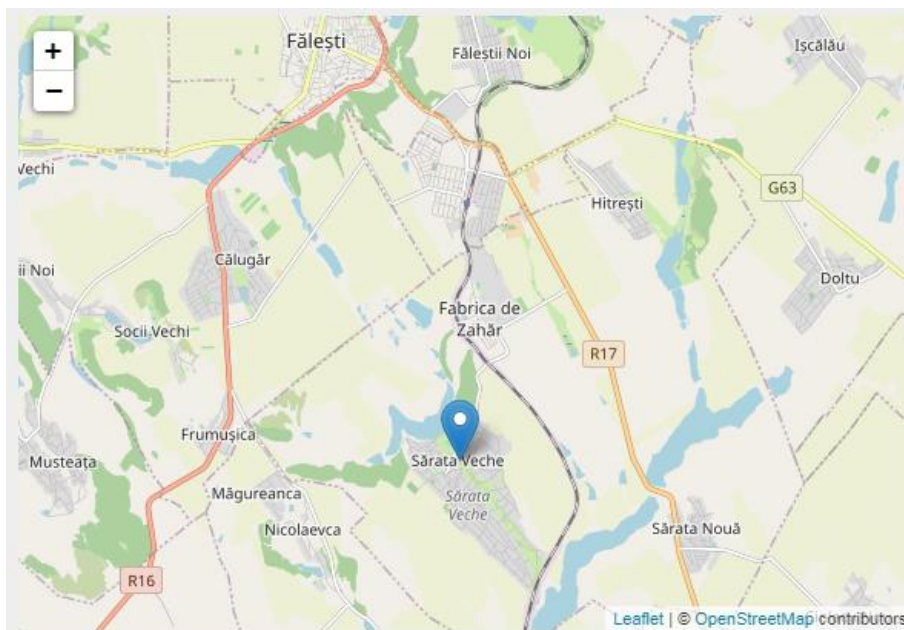 +
−
Fălești
Făleștii Noi
Ișcălău
Vechi
Hitrești
G63
Călugăr
ii Noi
Doltu
Fabrica de
Zahăr
Socii Vechi
R17
Frumușica
Musteața
Sărata Veche
Măgureanca
Sărata
Veche
Nicolaevca
Sărata Nouă
R16
Leaflet | © OpenStreetMap contributors